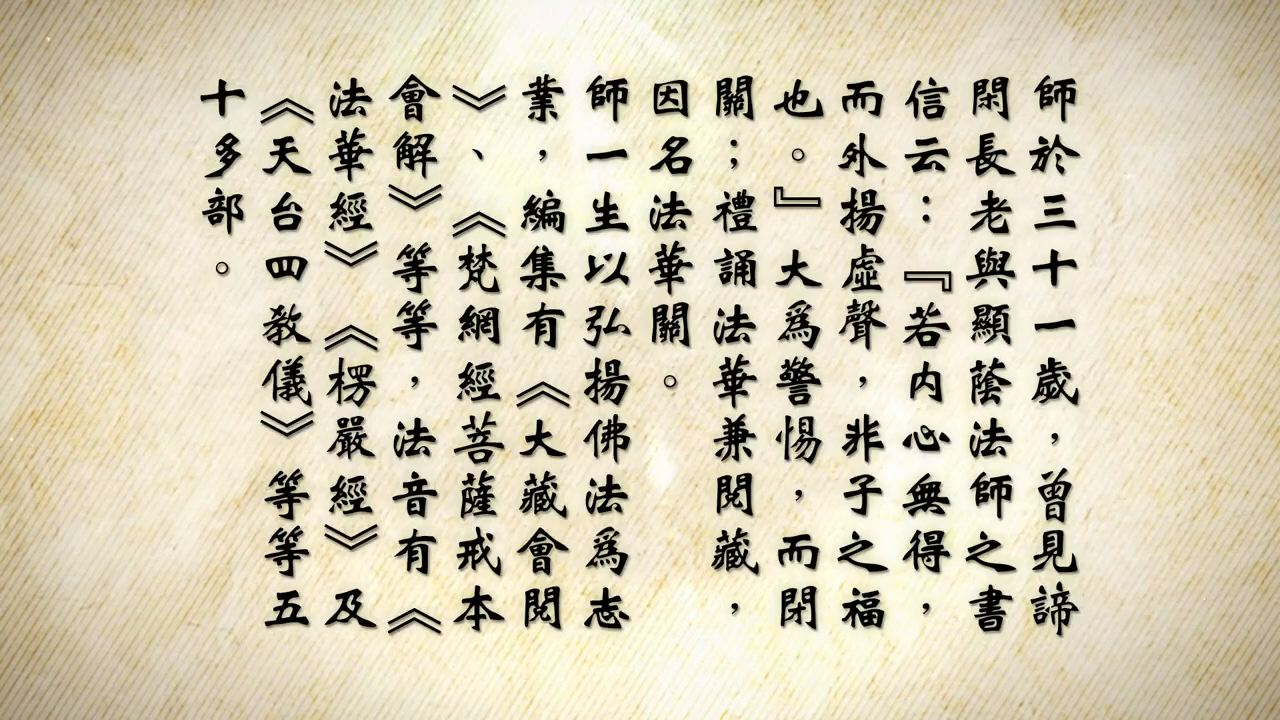 師於三十一歲，曾見諦
閑長老與顯蔭法師之書
信云：『若內心無得，
而外揚虛聲，非子之福
也。』大為警惕，而閉
關；禮誦法華兼閱藏，
因名法華關。
師一生以弘揚佛法為志
業，編集有《大藏會閱
》、《梵網經菩薩戒本
會解》等等，法音有《
法華經》《楞嚴經》及
《天台四教儀》等等五
十多部。